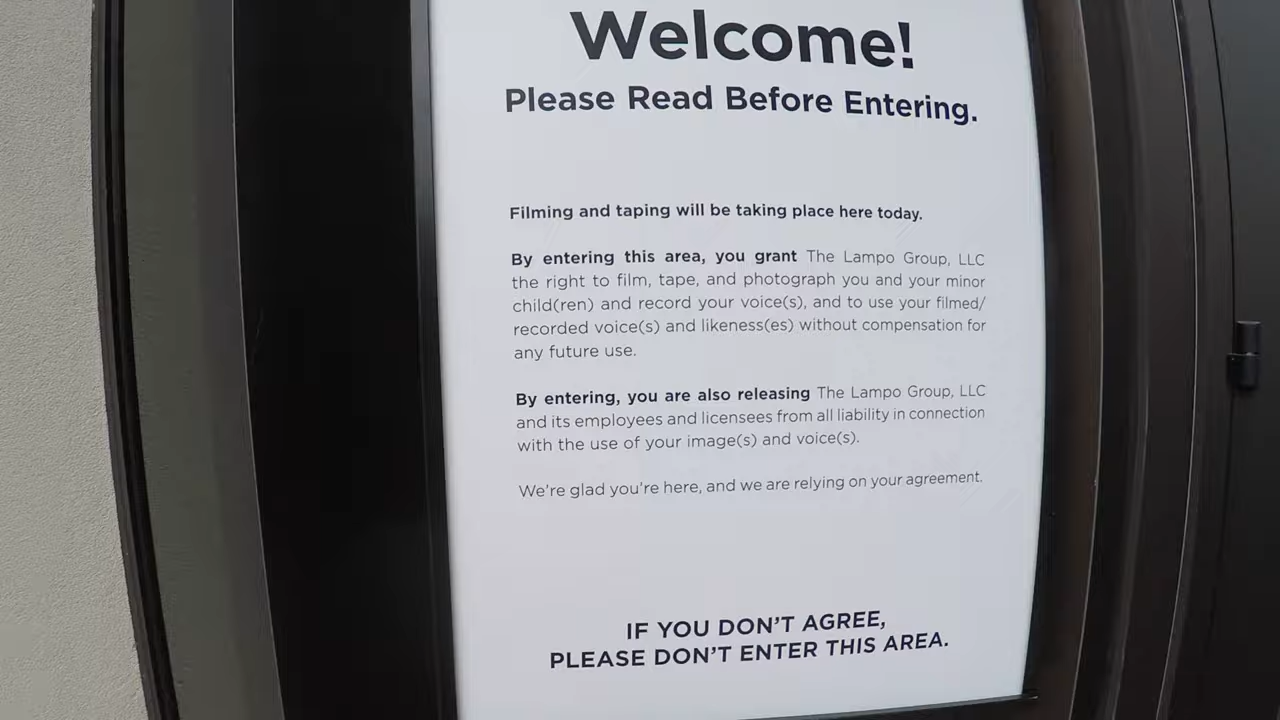 Welcome!
Please Read Before Entering.
Filming and taping will be taking place here today.
By entering this area, you grant The Lampo Group, LLC
the right to film, tape, and photograph you and your minor
child(ren) and record your voice(s), and to use your filmed/
recorded voice(s) and likeness(es) without compensation for
any future use.
By entering, you are also releasing The Lampo Group, LLC
and its employees and licensees from all liability in connection
with the use of your image(s) and voice(s).
We're glad you're here, and we are relying on your agreement.
IF YOU DON'T AGREE,
PLEASE DON'T ENTER THIS AREA.